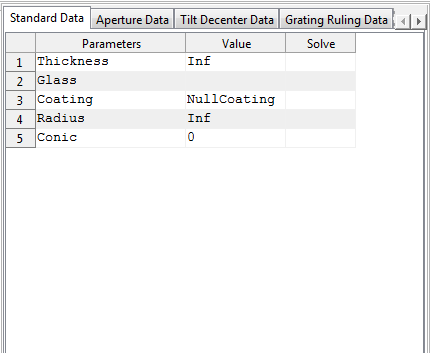 Standard Data Aperture Data Tilt Decenter Data Grating Ruling Data
Parameters Value Solve
1 Thickness Inf
2 Glass
3 Coating NullCoating
4 Radius Inf
5 Conic 0